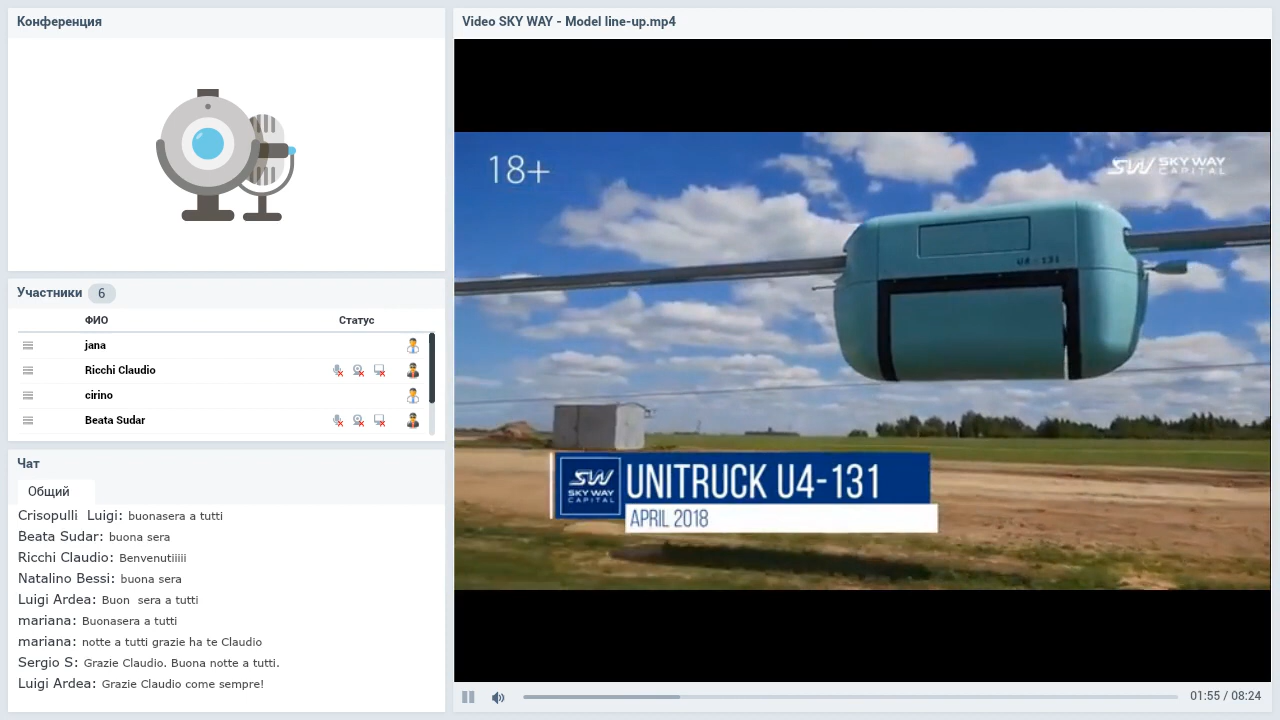 Конференция
Участники 6
ФИО Статус
jana
Ricchi Claudio
cirino
Beata Sudar
Чат
Общий
Crisopulli Luigi: buonasera a tutti
Beata Sudar: buona sera
Ricchi Claudio: Benvenutiiiii
Natalino Bessi: buona sera
Luigi Ardea: Buon sera a tutti
mariana: Buonasera a tutti
mariana: notte a tutti grazie ha te Claudio
Sergio S: Grazie Claudio. Buona notte a tutti.
Luigi Ardea: Grazie Claudio come sempre!
Video SKY WAY - Model line-up.mp4
18+
SW SKY WAY CAPITAL
U4-131
SW
SKY WAY
CAPITAL
UNITRUCK U4-131
APRIL 2018
01:55 / 08:24